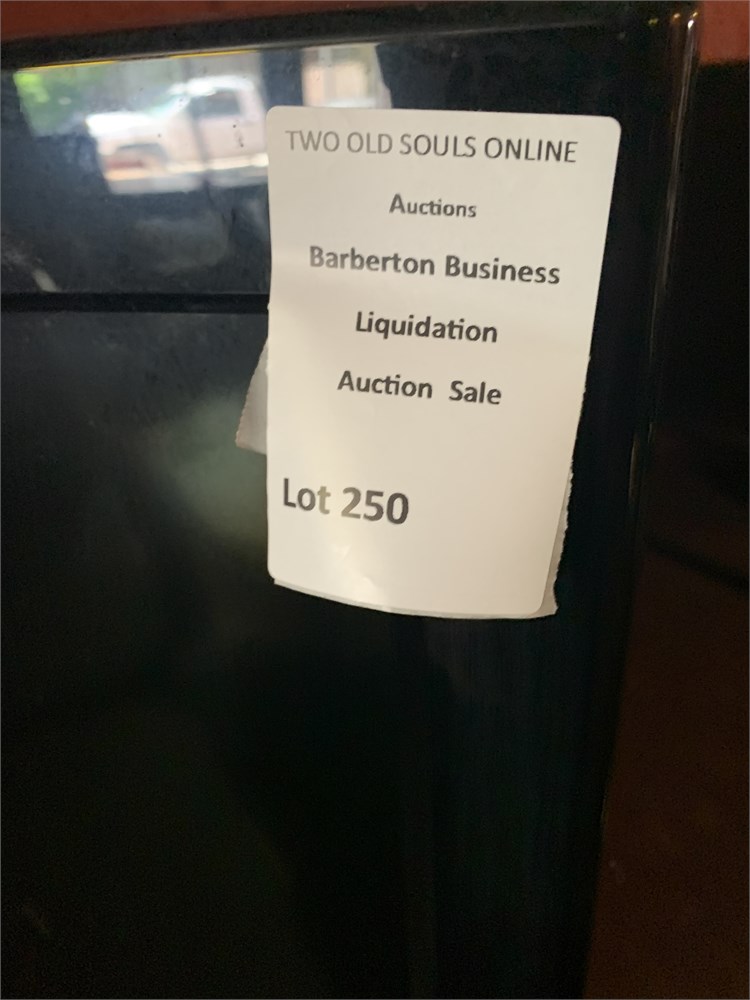 TWO OLD SOULS ONLINE
Auctions
Barberton Business
Liquidation
Auction Sale
Lot 250